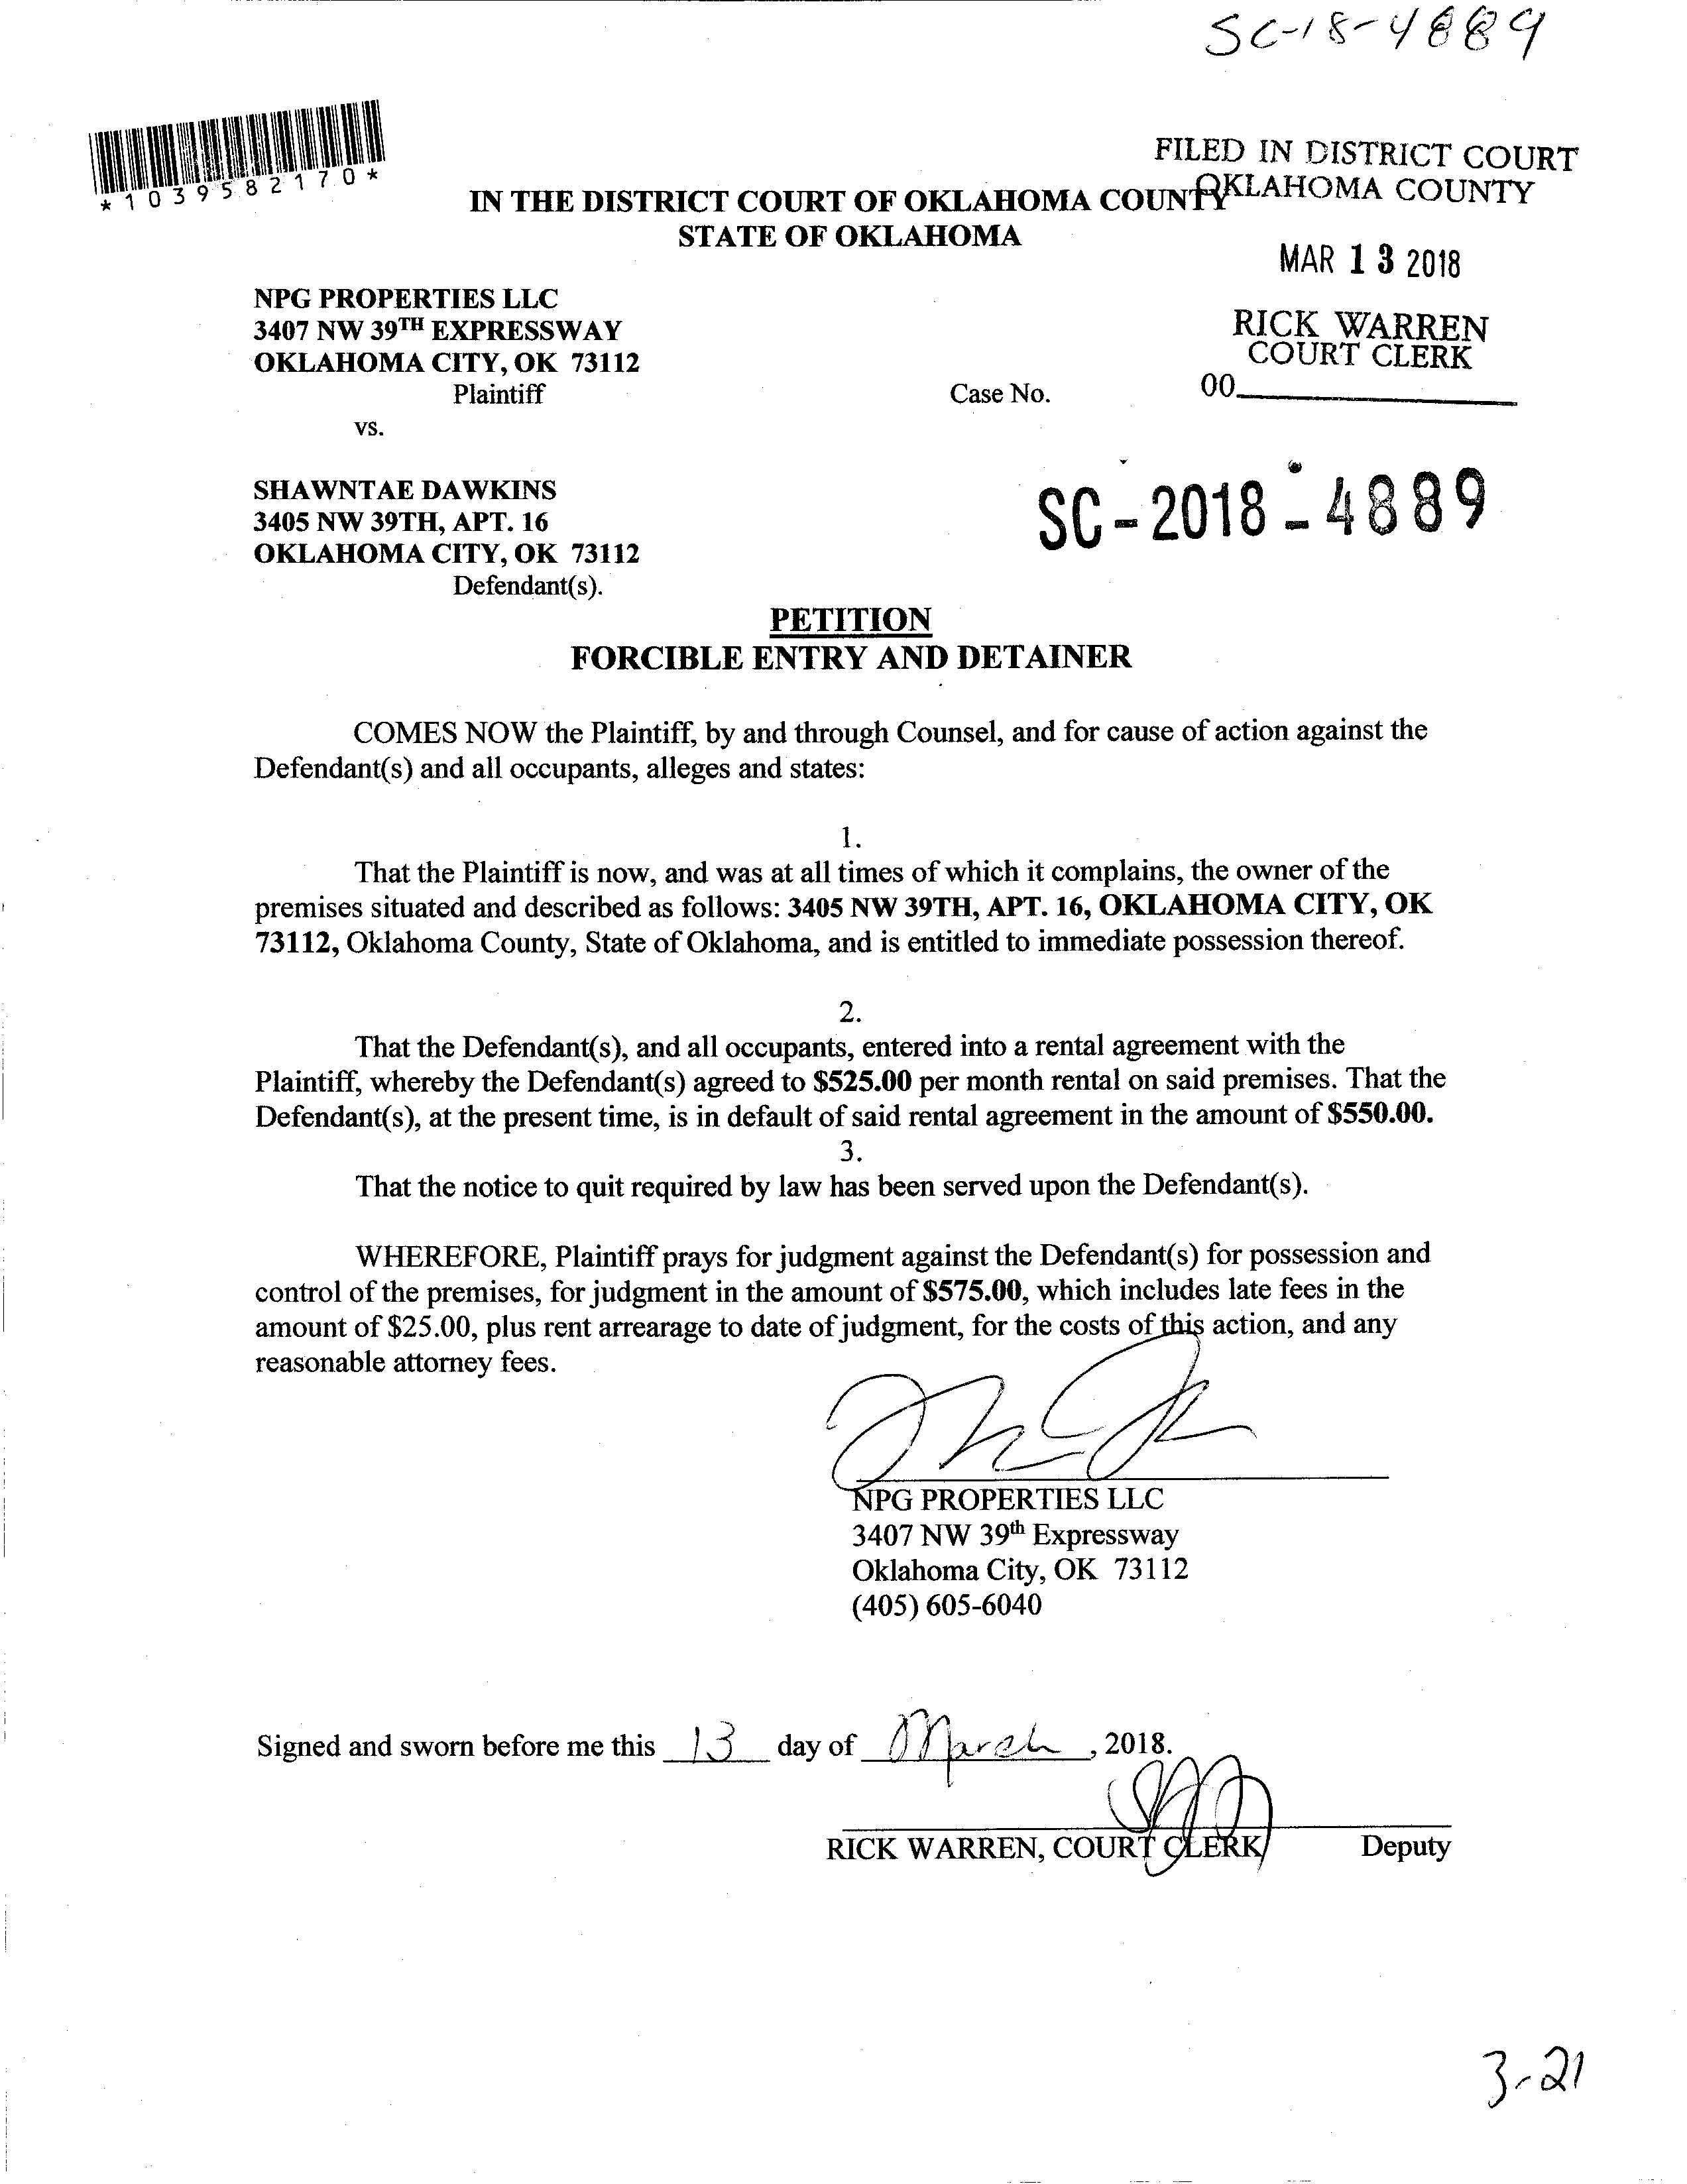 SC-18-4889
*1039582170*
FILED IN DISTRICT COURT
OKLAHOMA COUNTY
IN THE DISTRICT COURT OF OKLAHOMA COUNTY
STATE OF OKLAHOMA
MAR 13 2018
RICK WARREN
COURT CLERK
00
NPG PROPERTIES LLC
3407 NW 39TH EXPRESSWAY
OKLAHOMA CITY, OK 73112
Plaintiff
Case No.
vs.
SC-2018-4889
SHAWNTAE DAWKINS
3405 NW 39TH, APT. 16
OKLAHOMA CITY, OK 73112
Defendant(s).
PETITION
FORCIBLE ENTRY AND DETAINER
COMES NOW the Plaintiff, by and through Counsel, and for cause of action against the
Defendant(s) and all occupants, alleges and states:
1.
That the Plaintiff is now, and was at all times of which it complains, the owner of the
premises situated and described as follows: 3405 NW 39TH, APT. 16, OKLAHOMA CITY, OK
73112, Oklahoma County, State of Oklahoma, and is entitled to immediate possession thereof.
2.
That the Defendant(s), and all occupants, entered into a rental agreement with the
Plaintiff, whereby the Defendant(s) agreed to $525.00 per month rental on said premises. That the
Defendant(s), at the present time, is in default of said rental agreement in the amount of $550.00.
3.
That the notice to quit required by law has been served upon the Defendant(s).
WHEREFORE, Plaintiff prays for judgment against the Defendant(s) for possession and
control of the premises, for judgment in the amount of $575.00, which includes late fees in the
amount of $25.00, plus rent arrearage to date of judgment, for the costs of this action, and any
reasonable attorney fees.
NPG PROPERTIES LLC
3407 NW 39th Expressway
Oklahoma City, OK 73112
(405) 605-6040
Signed and sworn before me this 13 day of March, 2018.
RICK WARREN, COURT CLERK Deputy
3-21